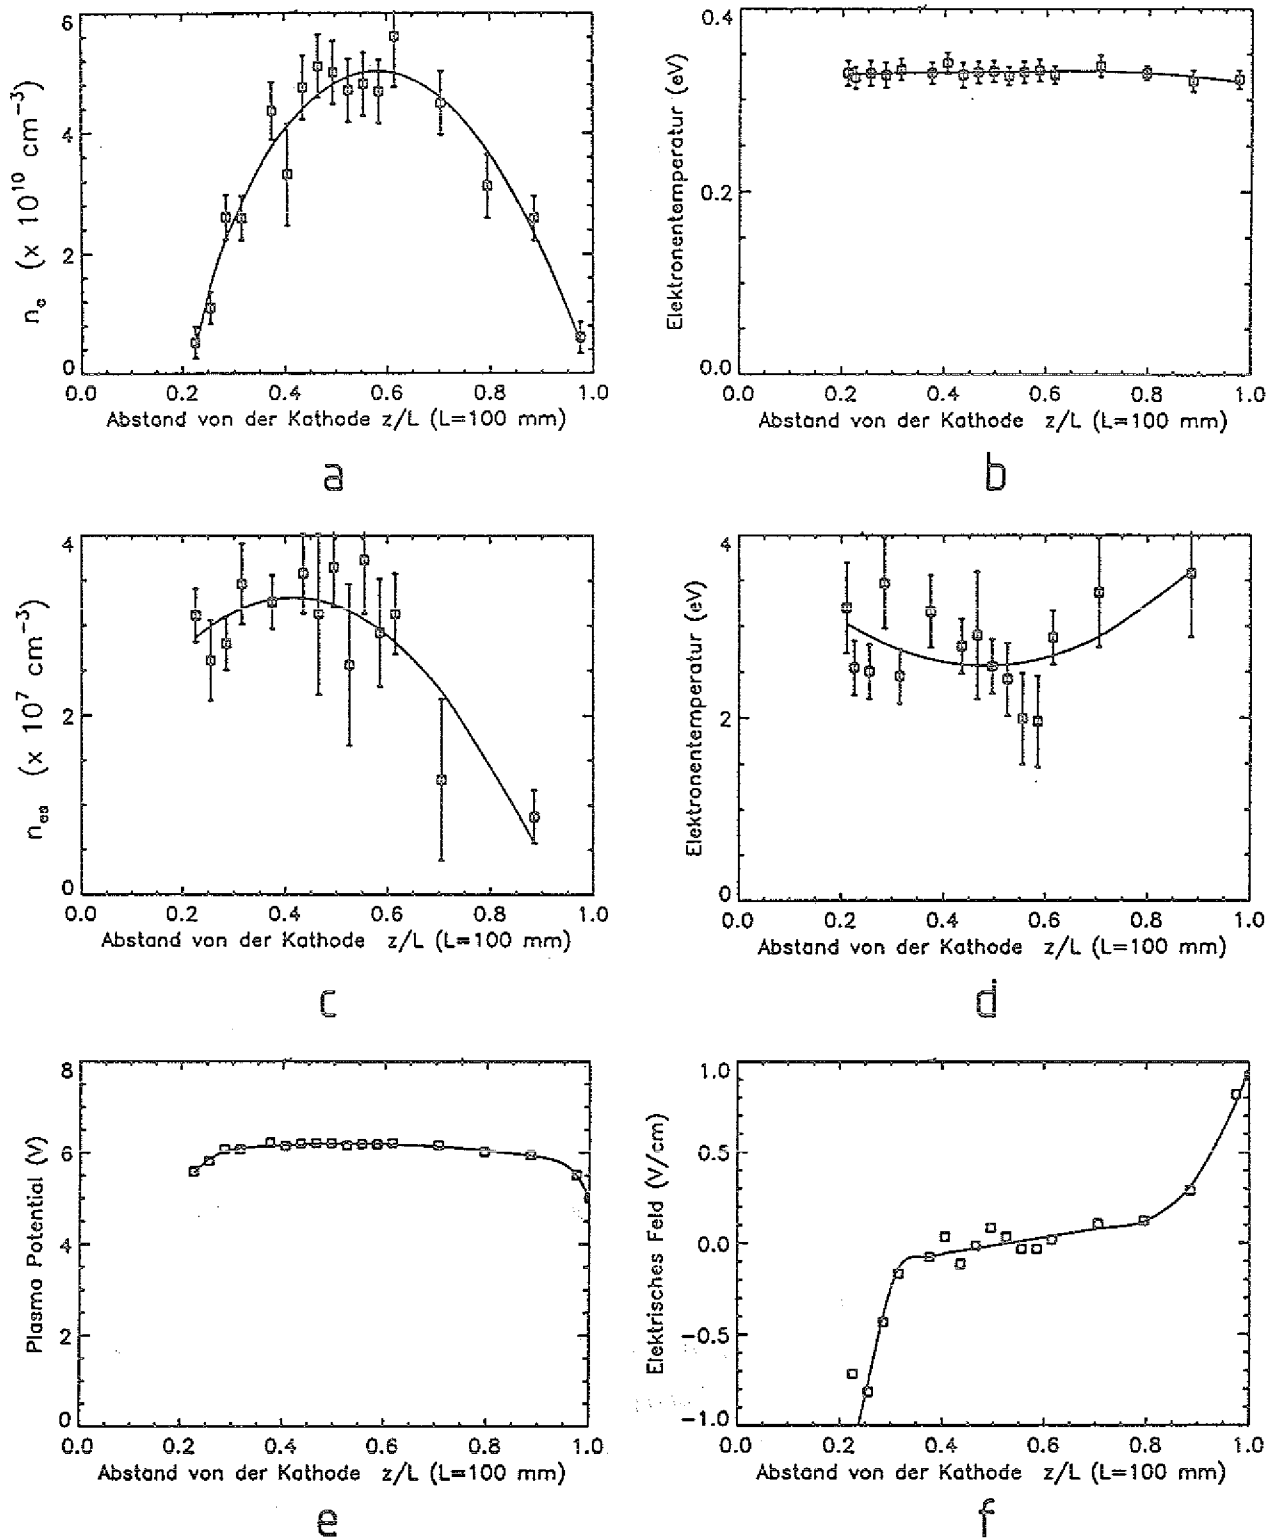 6
4
2
0
n_e (x 10^10 cm^-3)
0.0 0.2 0.4 0.6 0.8 1.0
Abstand von der Kathode z/L (L=100 mm)
a
0.4
0.2
0.0
Elektronentemperatur (eV)
0.0 0.2 0.4 0.6 0.8 1.0
Abstand von der Kathode z/L (L=100 mm)
b
4
2
0
(x 10^7 cm^-3)
0.0 0.2 0.4 0.6 0.8 1.0
Abstand von der Kathode z/L (L=100 mm)
c
4
2
0
Elektronentemperatur (eV)
0.0 0.2 0.4 0.6 0.8 1.0
Abstand von der Kathode z/L (L=100 mm)
d
8
6
4
2
0
Plasma Potential (V)
0.0 0.2 0.4 0.6 0.8 1.0
Abstand von der Kathode z/L (L=100 mm)
e
1.0
0.5
0.0
-0.5
-1.0
Elektrisches Feld (V/cm)
0.0 0.2 0.4 0.6 0.8 1.0
Abstand von der Kathode z/L (L=100 mm)
f